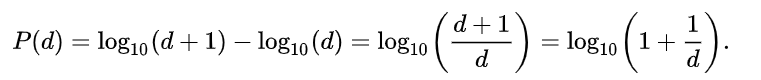 P(d) = log₁₀(d + 1) − log₁₀(d) = log₁₀((d + 1)/d) = log₁₀(1 + 1/d).